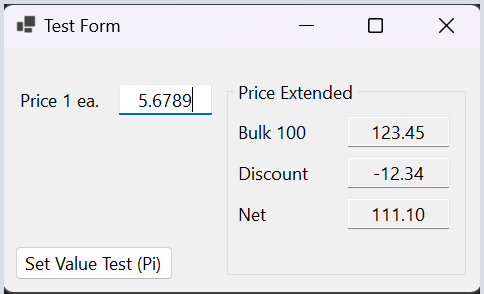 Test Form
Price 1 ea. 5.6789
Price Extended
Bulk 100 123.45
Discount -12.34
Net 111.10
Set Value Test (Pi)